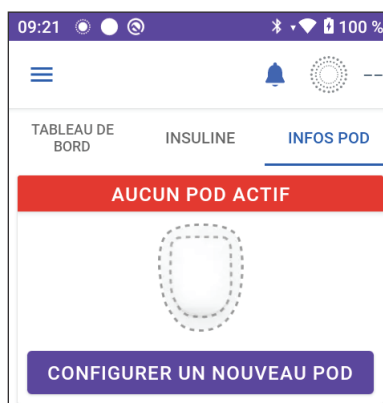 09:21 100 %
--
TABLEAU DE
BORD
INSULINE
INFOS POD
AUCUN POD ACTIF
CONFIGURER UN NOUVEAU POD